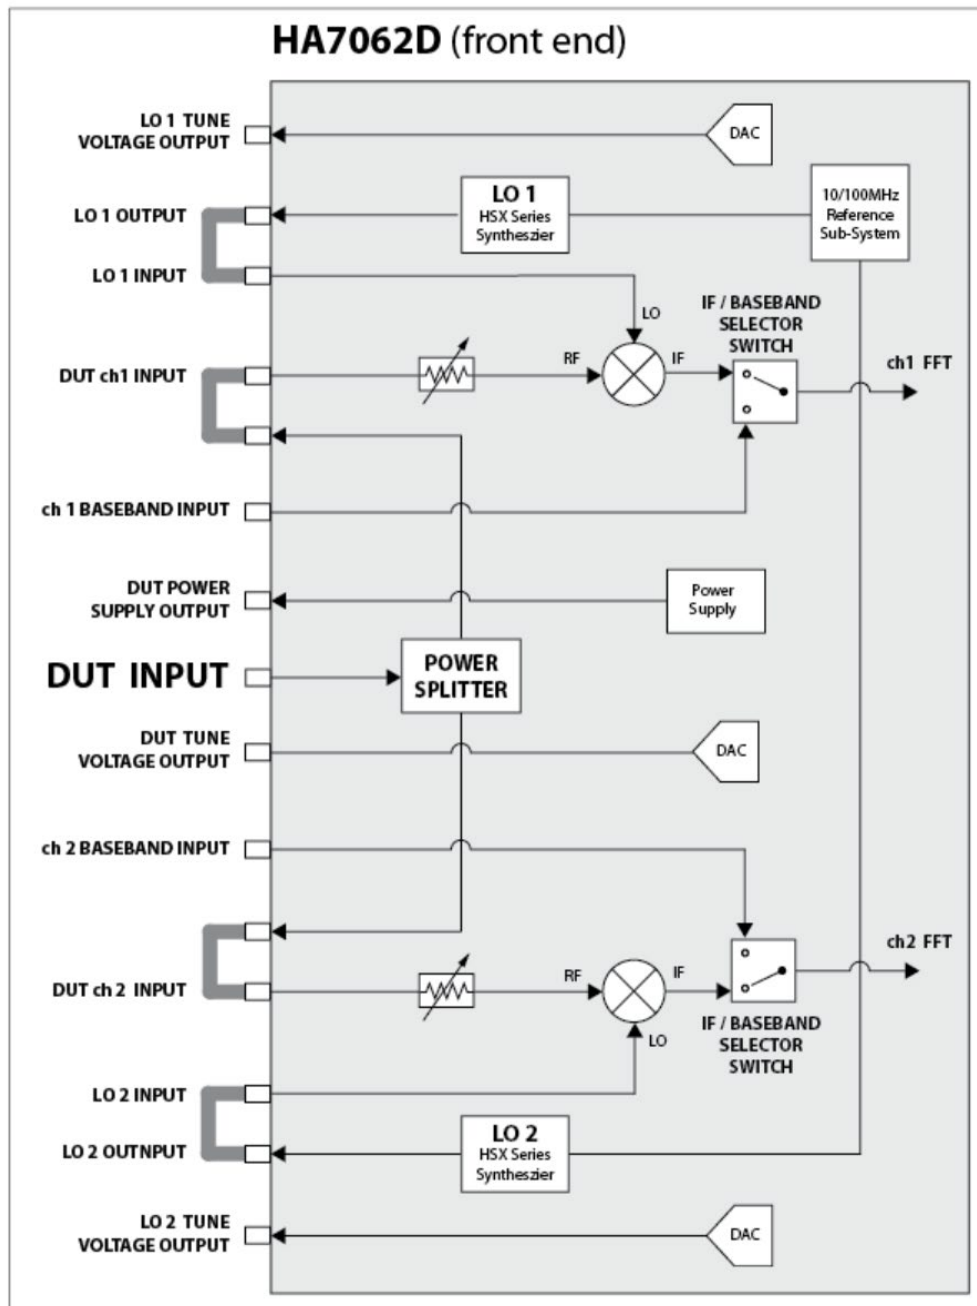 HA7062D (front end)
LO 1 TUNE
VOLTAGE OUTPUT
DAC
LO 1 OUTPUT
LO 1
HSX Series
Syntheszier
10/100MHz
Reference
Sub-System
LO 1 INPUT
LO
IF / BASEBAND
SELECTOR
SWITCH
DUT ch1 INPUT
RF
IF
ch1 FFT
ch 1 BASEBAND INPUT
DUT POWER
SUPPLY OUTPUT
Power
Supply
DUT INPUT
POWER
SPLITTER
DUT TUNE
VOLTAGE OUTPUT
DAC
ch 2 BASEBAND INPUT
ch2 FFT
DUT ch 2 INPUT
RF
IF
LO
IF / BASEBAND
SELECTOR
SWITCH
LO 2 INPUT
LO 2 OUTNPUT
LO 2
HSX Series
Syntheszier
LO 2 TUNE
VOLTAGE OUTPUT
DAC